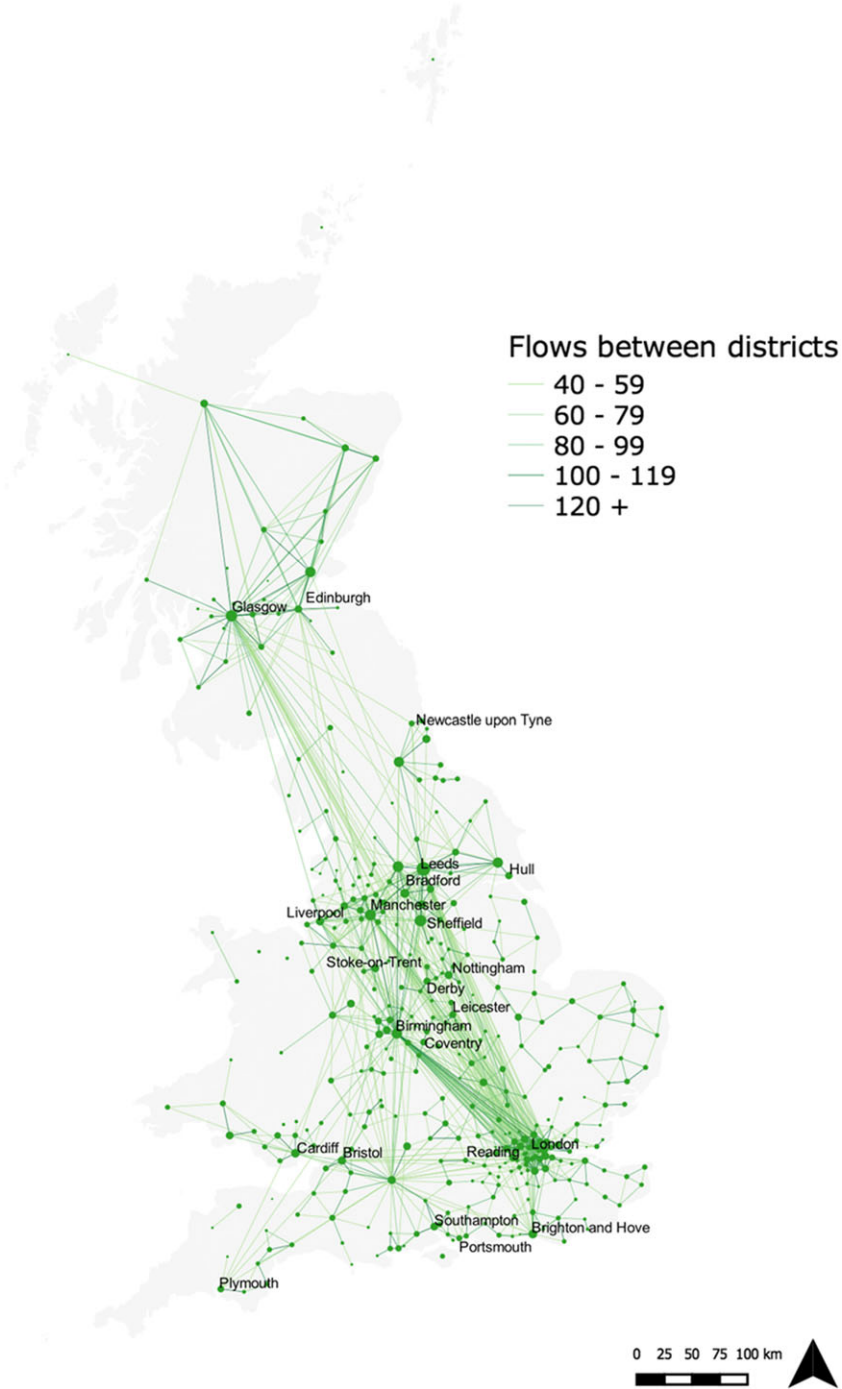 Flows between districts
40 - 59
60 - 79
80 - 99
100 - 119
120 +
Edinburgh
Glasgow
Newcastle upon Tyne
Leeds
Hull
Bradford
Manchester
Liverpool
Sheffield
Stoke-on-Trent
Nottingham
Derby
Leicester
Birmingham
Coventry
London
Cardiff
Bristol
Reading
Southampton
Brighton and Hove
Portsmouth
Plymouth
0 25 50 75 100 km